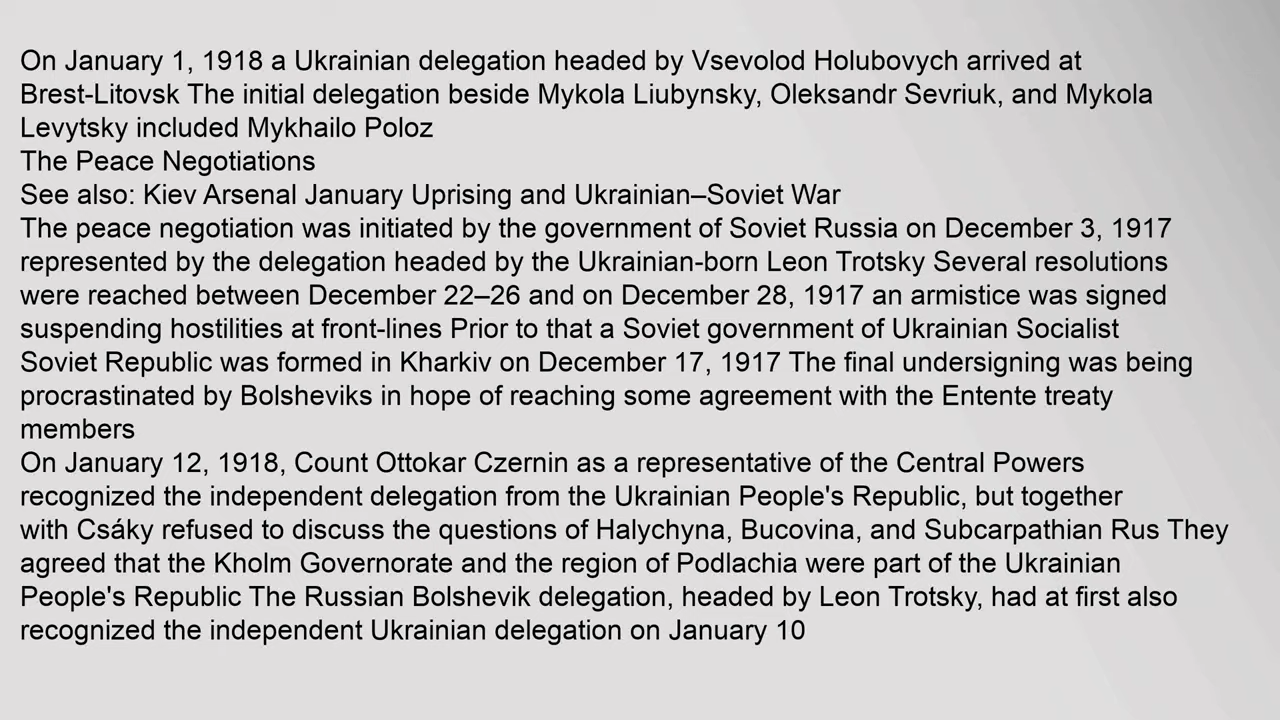 On January 1, 1918 a Ukrainian delegation headed by Vsevolod Holubovych arrived at
Brest-Litovsk The initial delegation beside Mykola Liubynsky, Oleksandr Sevriuk, and Mykola
Levytsky included Mykhailo Poloz
The Peace Negotiations
See also: Kiev Arsenal January Uprising and Ukrainian–Soviet War
The peace negotiation was initiated by the government of Soviet Russia on December 3, 1917
represented by the delegation headed by the Ukrainian-born Leon Trotsky Several resolutions
were reached between December 22–26 and on December 28, 1917 an armistice was signed
suspending hostilities at front-lines Prior to that a Soviet government of Ukrainian Socialist
Soviet Republic was formed in Kharkiv on December 17, 1917 The final undersigning was being
procrastinated by Bolsheviks in hope of reaching some agreement with the Entente treaty
members
On January 12, 1918, Count Ottokar Czernin as a representative of the Central Powers
recognized the independent delegation from the Ukrainian People's Republic, but together
with Csáky refused to discuss the questions of Halychyna, Bucovina, and Subcarpathian Rus They
agreed that the Kholm Governorate and the region of Podlachia were part of the Ukrainian
People's Republic The Russian Bolshevik delegation, headed by Leon Trotsky, had at first also
recognized the independent Ukrainian delegation on January 10